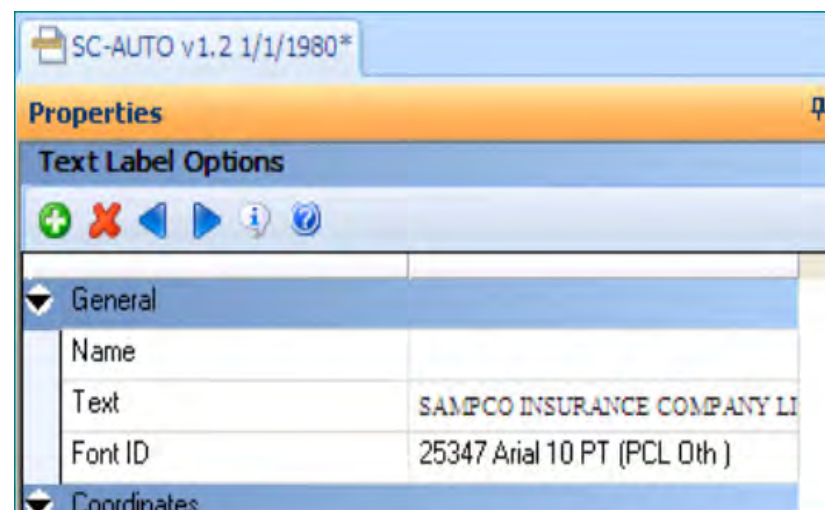 SC-AUTO v1.2 1/1/1980*
Properties
Text Label Options
General
Name
Text SAMPCO INSURANCE COMPANY LI
Font ID 25347 Arial 10 PT (PCL Oth )
Coordinates